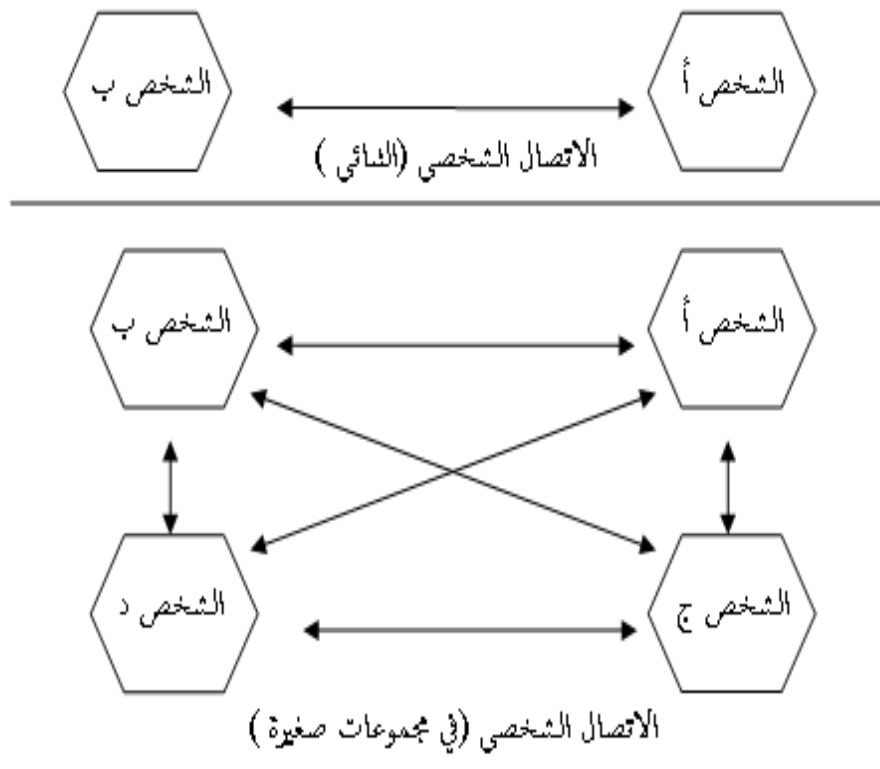 الشخص أ
الشخص ب
الاتصال الشخصي (الثنائي )
الشخص أ
الشخص ب
الشخص ج
الشخص د
الاتصال الشخصي (في مجموعات صغيرة )